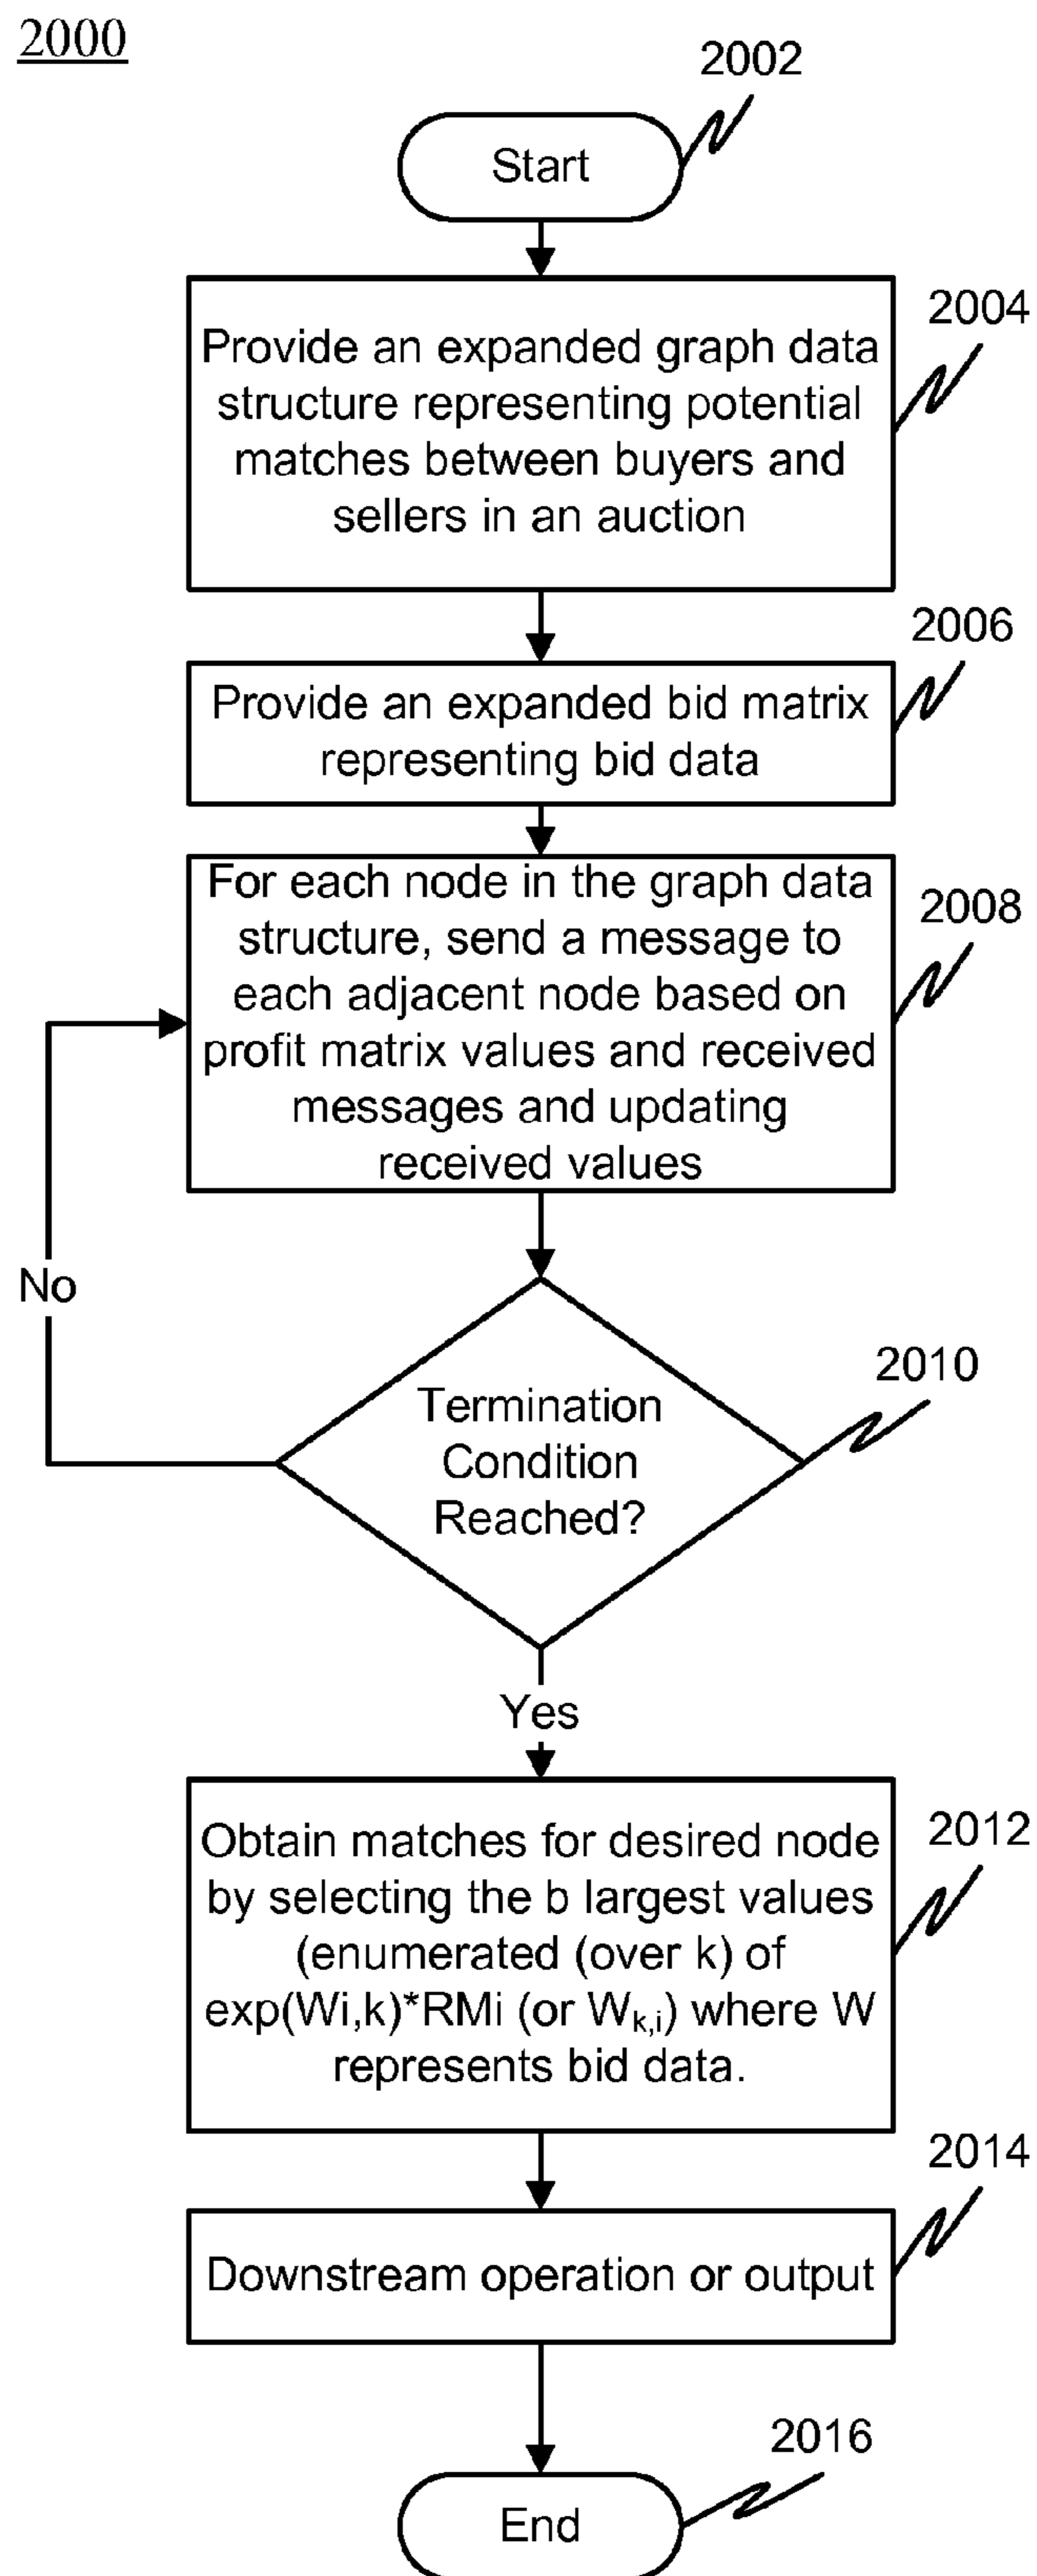 2000
2002
Start
2004
Provide an expanded graph data
structure representing potential
matches between buyers and
sellers in an auction
2006
Provide an expanded bid matrix
representing bid data
2008
For each node in the graph data
structure, send a message to
each adjacent node based on
profit matrix values and received
messages and updating
received values
No
2010
Termination
Condition
Reached?
Yes
2012
Obtain matches for desired node
by selecting the b largest values
(enumerated (over k) of
exp(Wi,k)*RMi (or Wk,i) where W
represents bid data.
2014
Downstream operation or output
2016
End